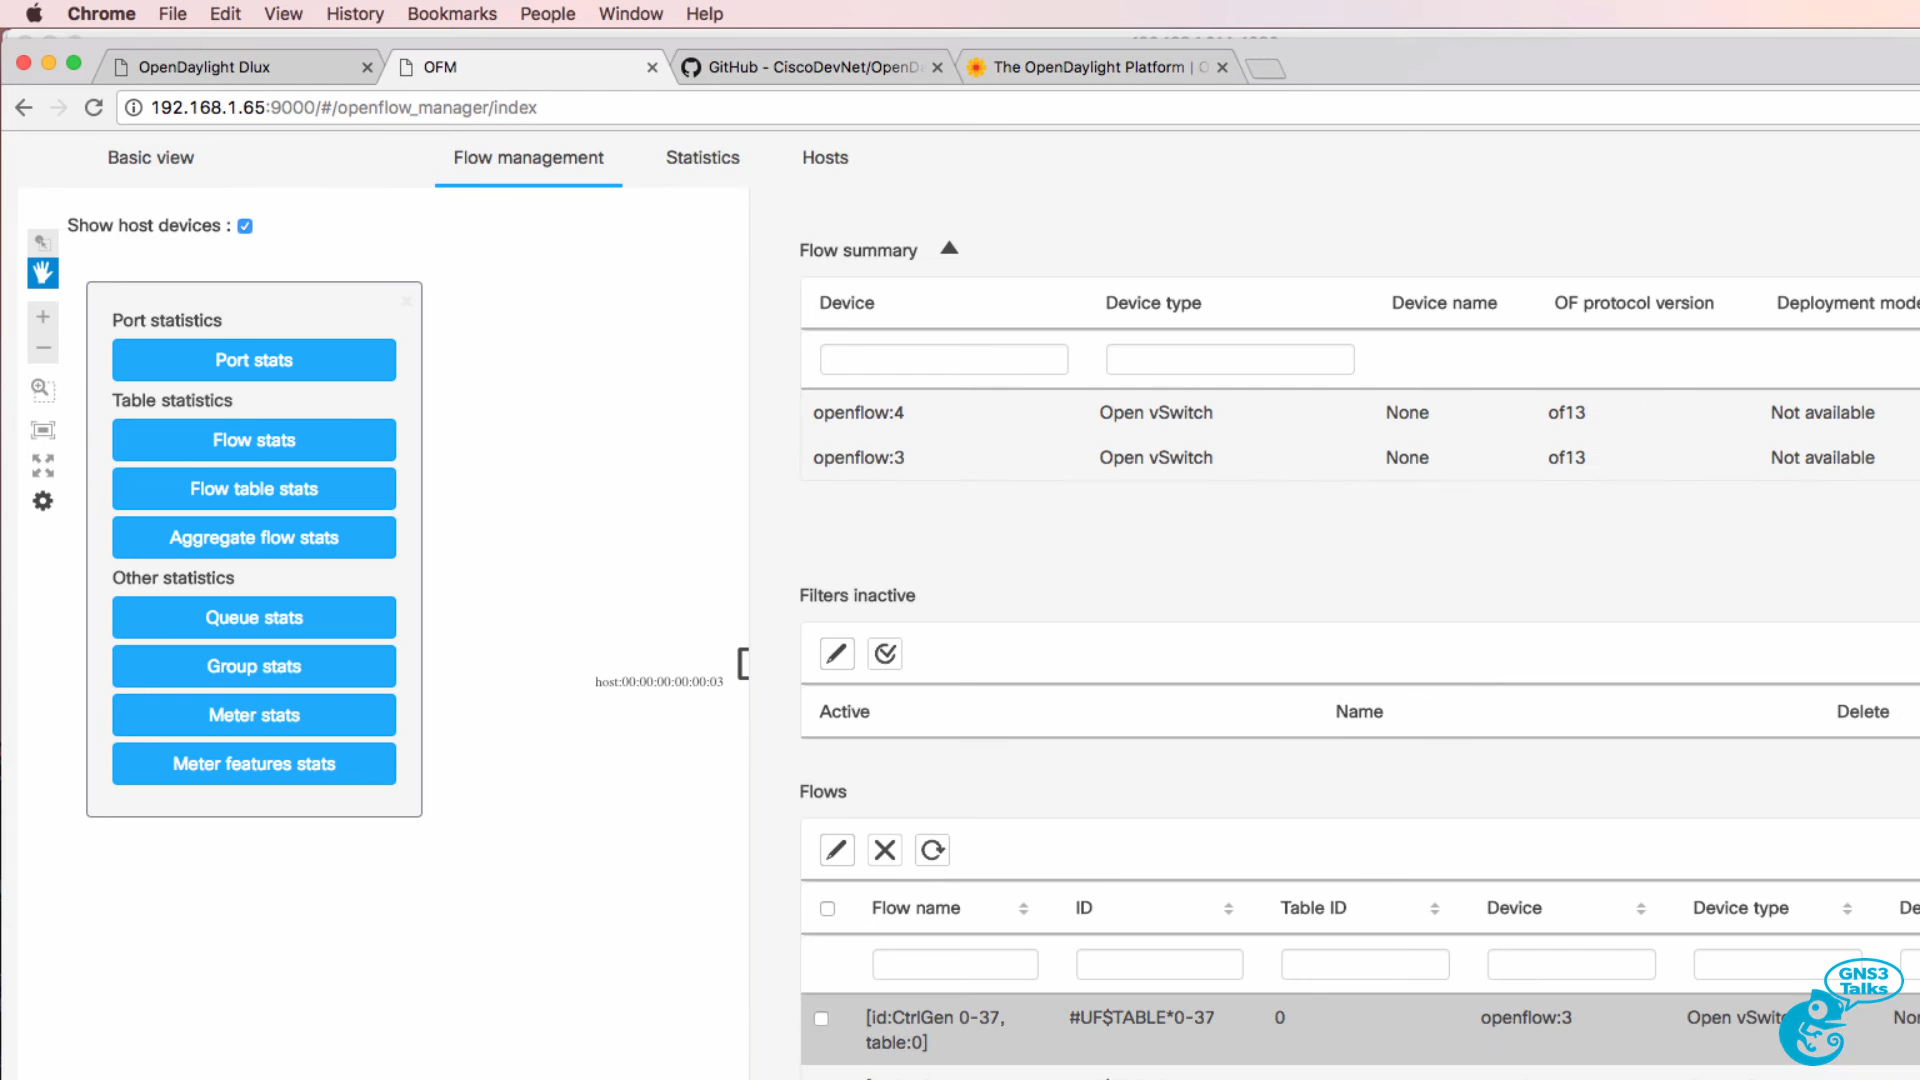 Chrome File Edit View History Bookmarks People Window Help
OpenDaylight Dlux
OFM
GitHub - CiscoDevNet/OpenD
The OpenDaylight Platform | O
192.168.1.65:9000/#/openflow_manager/index
Basic view Flow management Statistics Hosts
Show host devices :
Port statistics
Port stats
Table statistics
Flow stats
Flow table stats
Aggregate flow stats
Other statistics
Queue stats
Group stats
Meter stats
Meter features stats
host:00:00:00:00:00:03
Flow summary
Device Device type Device name OF protocol version Deployment mode
openflow:4 Open vSwitch None of13 Not available
openflow:3 Open vSwitch None of13 Not available
Filters inactive
Active Name Delete
Flows
Flow name ID Table ID Device Device type De
[id:CtrlGen 0-37, #UF$TABLE*0-37 0 openflow:3 Open vSwit Non
table:0]
GNS3
Talks